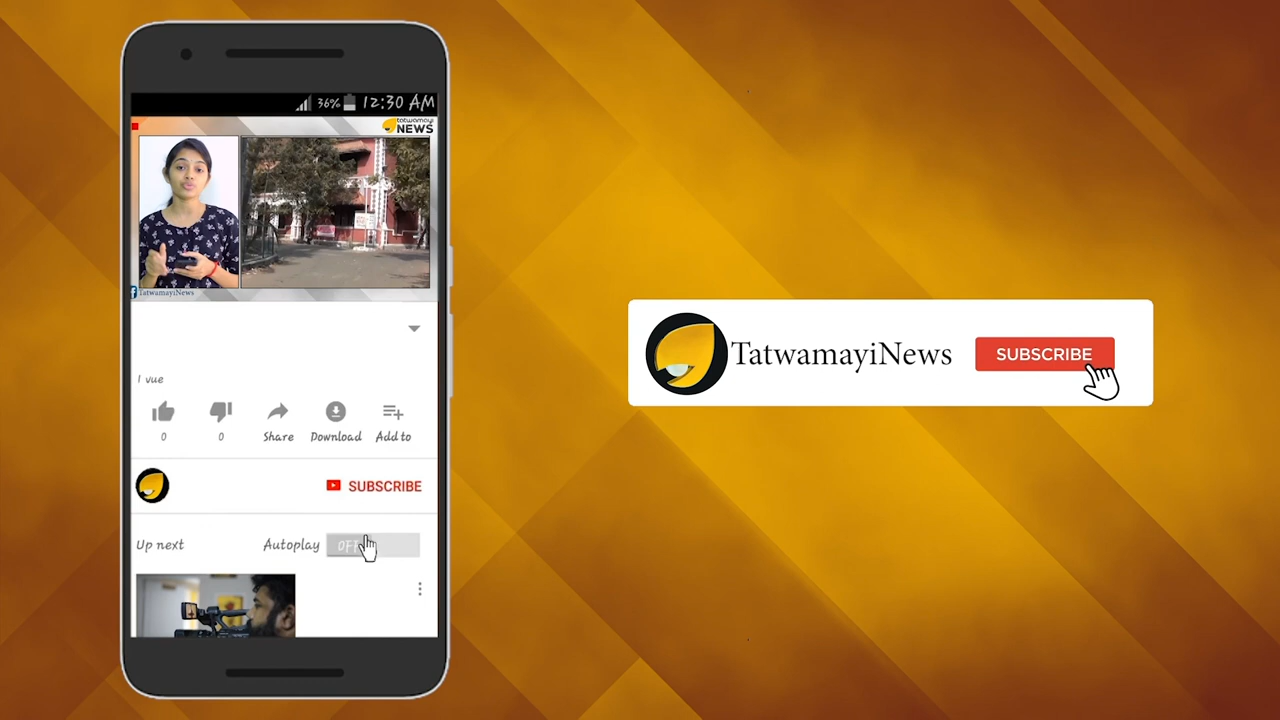 36% 12:30 AM
tatwamayi
NEWS
TatwamayiNews
1 vue
0 0 Share Download Add to
SUBSCRIBE
Up next Autoplay OFF
TatwamayiNews SUBSCRIBE